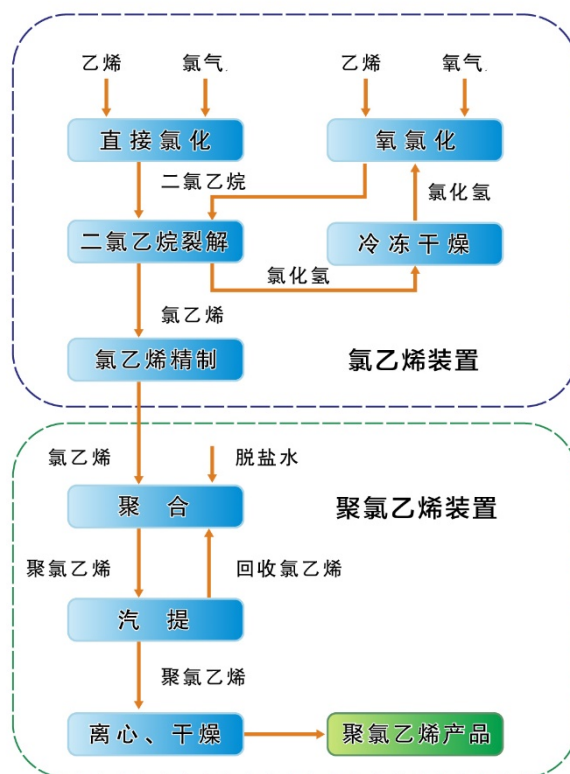 乙烯
氯气
乙烯
氧气
直接氯化
氧氯化
二氯乙烷
氯化氢
二氯乙烷裂解
冷冻干燥
氯化氢
氯乙烯
氯乙烯精制
氯乙烯装置
氯乙烯
脱盐水
聚合
聚氯乙烯装置
聚氯乙烯
回收氯乙烯
汽提
聚氯乙烯
离心、干燥
聚氯乙烯产品